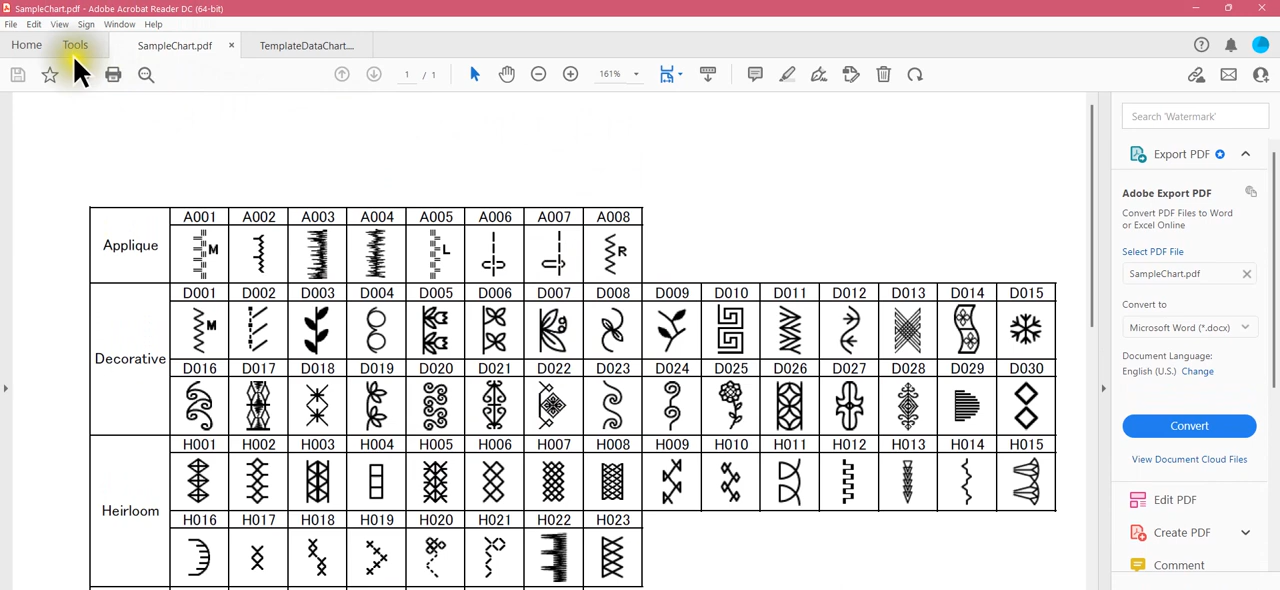 SampleChart.pdf - Adobe Acrobat Reader DC (64-bit)
File Edit View Sign Window Help
Home Tools SampleChart.pdf × TemplateDataChart...
1 / 1 161%
Search 'Watermark'
Export PDF
Adobe Export PDF
Convert PDF Files to Word
or Excel Online
Select PDF File
SampleChart.pdf
Convert to
Microsoft Word (*.docx)
Document Language:
English (U.S.) Change
Convert
View Document Cloud Files
Edit PDF
Create PDF
Comment
A001 A002 A003 A004 A005 A006 A007 A008
Applique
M L R
D001 D002 D003 D004 D005 D006 D007 D008 D009 D010 D011 D012 D013 D014 D015
M
Decorative
D016 D017 D018 D019 D020 D021 D022 D023 D024 D025 D026 D027 D028 D029 D030
H001 H002 H003 H004 H005 H006 H007 H008 H009 H010 H011 H012 H013 H014 H015
Heirloom
H016 H017 H018 H019 H020 H021 H022 H023